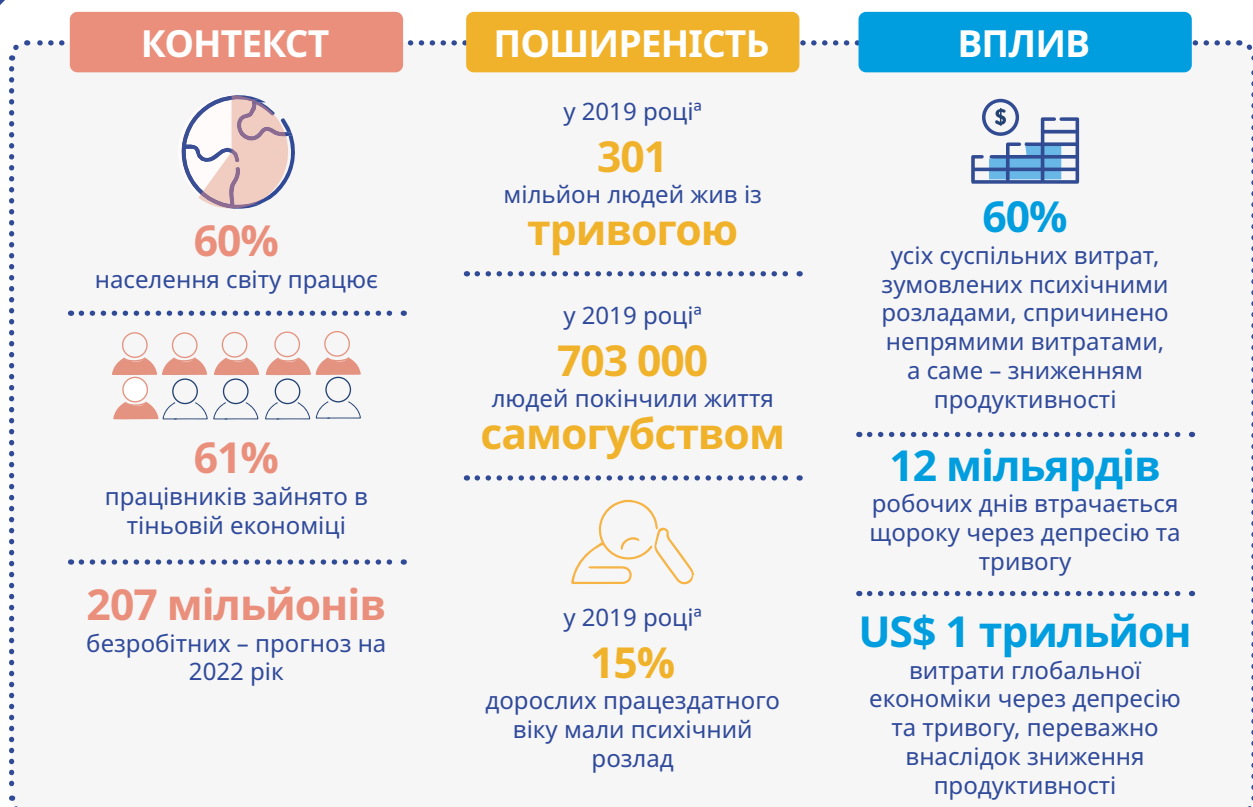 КОНТЕКСТ
60%
населення світу працює
61%
працівників зайнято в
тіньовій економіці
207 мільйонів
безробітних – прогноз на
2022 рік
ПОШИРЕНІСТЬ
у 2019 роціª
301
мільйон людей жив із
тривогою
у 2019 роціª
703 000
людей покінчили життя
самогубством
у 2019 роціª
15%
дорослих працездатного
віку мали психічний
розлад
ВПЛИВ
$
60%
усіх суспільних витрат,
зумовлених психічними
розладами, спричинено
непрямими витратами,
а саме – зниженням
продуктивності
12 мільярдів
робочих днів втрачається
щороку через депресію та
тривогу
US$ 1 трильйон
витрати глобальної
економіки через депресію
та тривогу, переважно
внаслідок зниження
продуктивності